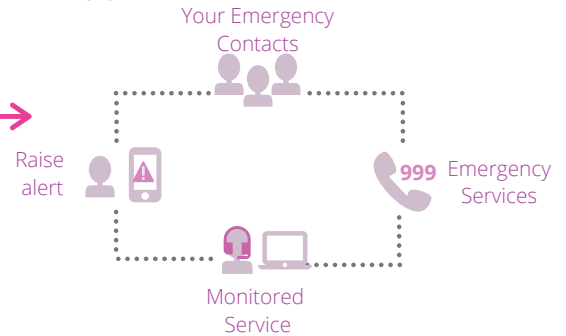 Your Emergency
Contacts
Raise
alert
999
Emergency
Services
Monitored
Service